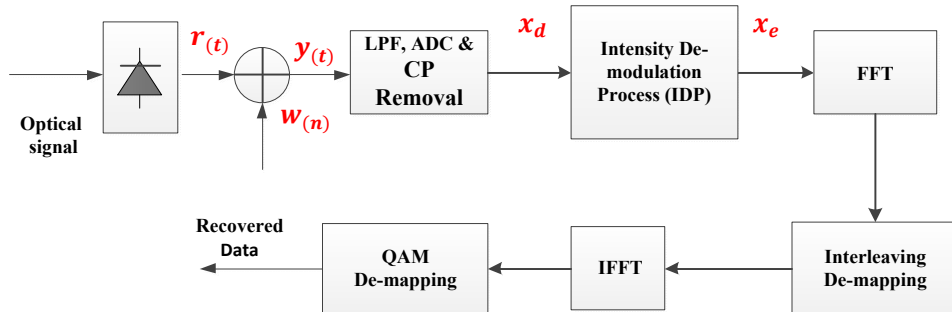 r(t)
y(t)
w(n)
Optical
signal
LPF, ADC &
CP
Removal
x_d
Intensity De-
modulation
Process (IDP)
x_e
FFT
Interleaving
De-mapping
IFFT
QAM
De-mapping
Recovered
Data